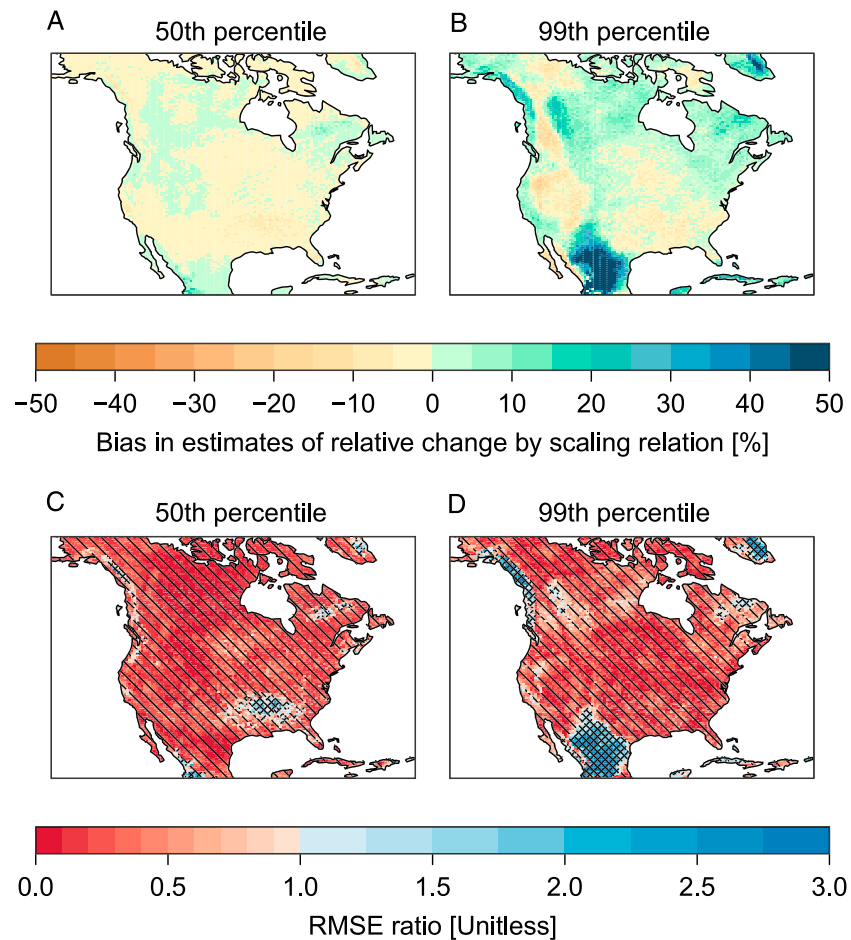 A
50th percentile
B
99th percentile
−50 −40 −30 −20 −10 0 10 20 30 40 50
Bias in estimates of relative change by scaling relation [%]
C
50th percentile
D
99th percentile
0.0 0.5 1.0 1.5 2.0 2.5 3.0
RMSE ratio [Unitless]